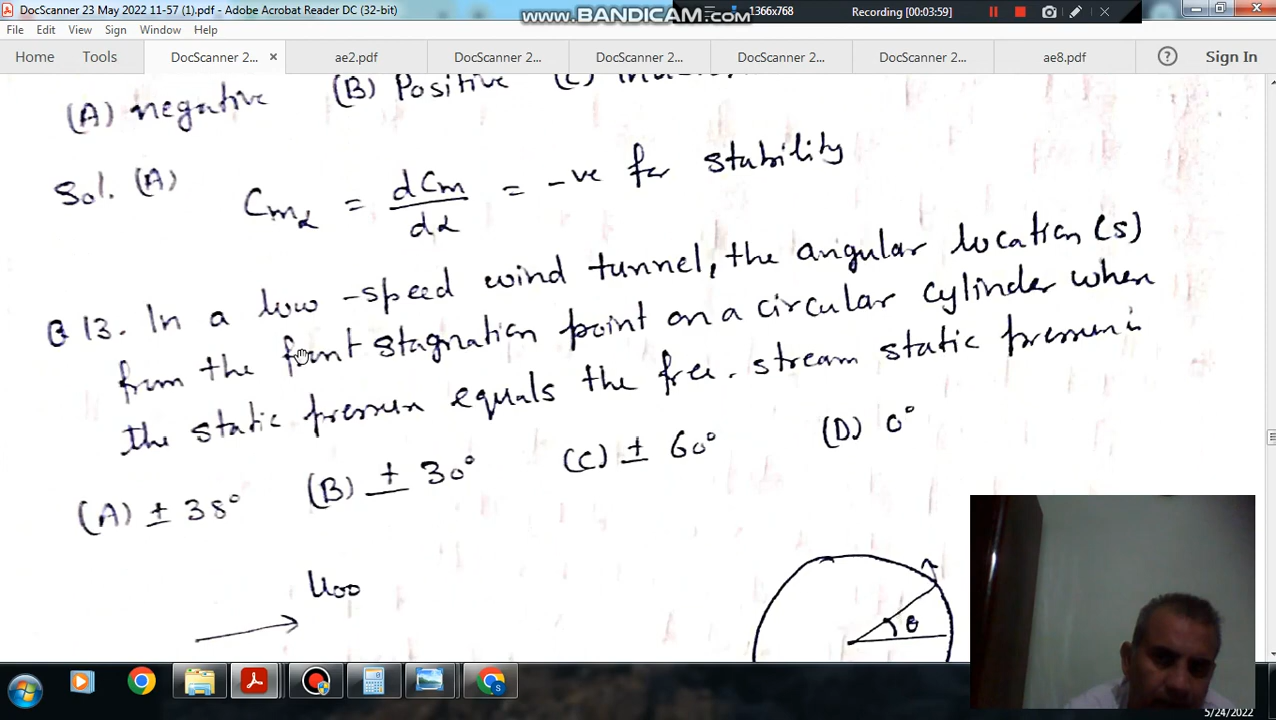 DocScanner 23 May 2022 11-57 (1).pdf - Adobe Acrobat Reader DC (32-bit)
www.BANDICAM.com
1366x768
Recording [00:03:59]
File Edit View Sign Window Help
Home Tools DocScanner 2... × ae2.pdf DocScanner 2... DocScanner 2... DocScanner 2... DocScanner 2... ae8.pdf Sign In
(A) negative (B) Positive (C)
Sol. (A) Cmα = dCm/dα = -ve for stability
Q 13. In a low-speed wind tunnel, the angular location(s)
from the front stagnation point on a circular cylinder when
the static pressure equals the free-stream static pressure is
(A) ± 38° (B) ± 30° (C) ± 60° (D) 0°
U∞
θ
5/24/2022